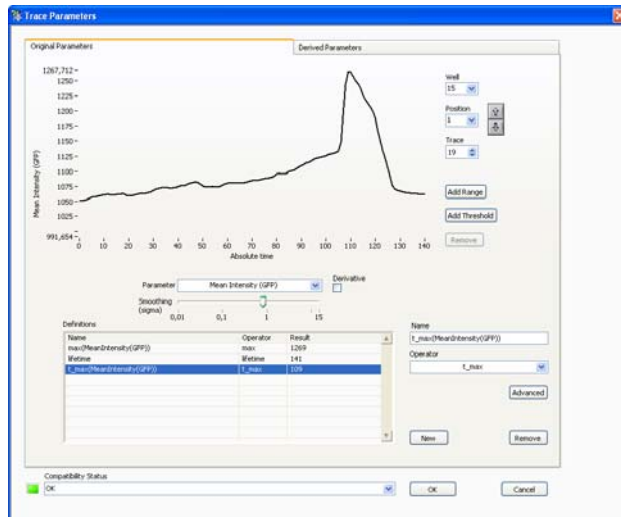 Trace Parameters
Original Parameters
Derived Parameters
1267,712
1250
1225
1200
1175
1150
1125
1100
1075
1050
1025
991,654
Mean Intensity (GFP)
0 10 20 30 40 50 60 70 80 90 100 110 120 130 140
Absolute time
Well
15
Position
1
Trace
19
Add Range
Add Threshold
Remove
Parameter Mean Intensity (GFP) Derivative
Smoothing
(sigma)
0,01 0,1 1 15
Definitions
Name Operator Result
max(MeanIntensity(GFP)) max 1269
lifetime lifetime 141
t_max(MeanIntensity(GFP)) t_max 109
Name
t_max(MeanIntensity(GFP))
Operator
t_max
Advanced
New Remove
Compatibility Status
OK
OK Cancel